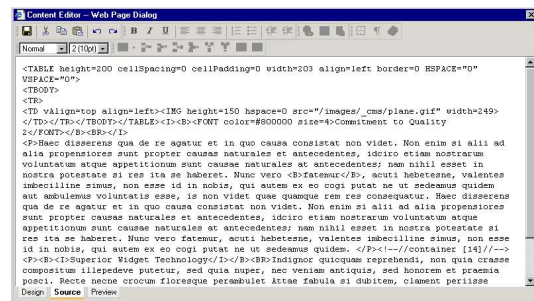 Content Editor -- Web Page Dialog
B I U
Normal 2 (10pt)
<TABLE height=200 cellSpacing=0 cellPadding=0 width=203 align=left border=0 HSPACE="0"
VSPACE="0">
<TBODY>
<TR>
<TD vAlign=top align=left><IMG height=150 hspace=0 src="/images/_cms/plane.gif" width=249>
</TD></TR></TBODY></TABLE><I><B><FONT color=#800000 size=4>Commitment to Quality
2</FONT></B><BR></I>
<P>Haec disserens qua de re agatur et in quo causa consistat non videt. Non enim si alii ad
alia propensiores sunt propter causas naturales et antecedentes, idciro etiam nostrarum
voluntatum atque appetitionum sunt causae naturales at antecedentes; nam nihil esset in
nostra potestate si res ita se haberet. Nunc vero <B>fatemur</B>, acuti hebetesne, valentes
imbecilline simus, non esse id in nobis, qui autem ex eo cogi putat ne ut sedeamus quidem
aut ambulemus voluntatis esse, is non videt quae quamque rem res consequatur. Haec disserens
qua de re agatur et in quo causa consistat non videt. Non enim si alii ad alia propensiores
sunt propter causas naturales et antecedentes, idciro etiam nostrarum voluntatum atque
appetitionum sunt causae naturales at antecedentes; nam nihil esset in nostra potestate si
res ita se haberet. Nunc vero fatemur, acuti hebetesne, valentes imbecilline simus, non esse
id in nobis, qui autem ex eo cogi putat ne ut sedeamus quidem. </P><!--//container [14]//-->
<P><B><I>Superior Widget Technology</I></B><BR>Indignor quicquam reprehendi, non quia crasse
compositum illepedeve putetur, sed quia nuper, nec veniam antiquis, sed honorem et praemia
posci. Recte necne crocum floresque perambulet Attae fabula si dubitem, clament periisse
Design Source Preview